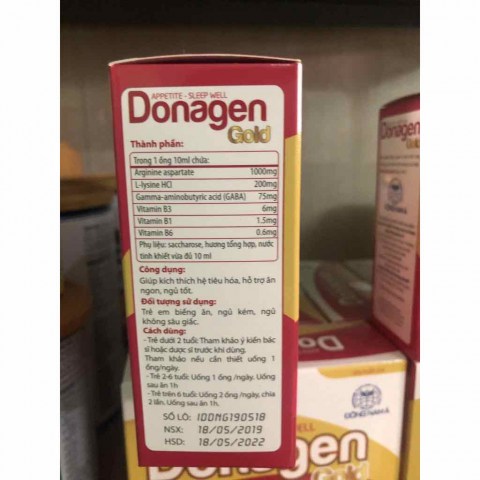 APPETITE - SLEEP WELL
Donagen
Gold
Thành phần:
Trong 1 ống 10ml chứa:
Arginine aspartate 1000mg
L-lysine HCl 200mg
Gamma-aminobutyric acid (GABA) 75mg
Vitamin B3 6mg
Vitamin B1 1.5mg
Vitamin B6 0.6mg
Phụ liệu: saccharose, hương tổng hợp, nước
tinh khiết vừa đủ 10 ml
Công dụng:
Giúp kích thích hệ tiêu hóa, hỗ trợ ăn
ngon, ngủ tốt.
Đối tượng sử dụng:
Trẻ em biếng ăn, ngủ kém, ngủ
không sâu giấc.
Cách dùng:
- Trẻ dưới 2 tuổi: Tham khảo ý kiến bác
sĩ hoặc dược sĩ trước khi dùng.
Tham khảo nếu cần thiết uống 1
ống/ngày.
- Trẻ 2-6 tuổi: Uống 1 ống /ngày. Uống
sau ăn 1h
- Trẻ trên 6 tuổi: Uống 2 ống /ngày, chia
2 lần. Uống sau ăn 1h.
SỐ LÔ: 1DDNG190518
NSX: 18/05/2019
HSD: 18/05/2022
Donagen
Gold
Donagen
ĐÔNG NAM Á
WELL
Donagen
Gold